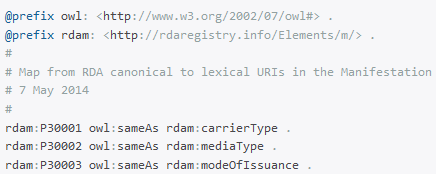 @prefix owl: <http://www.w3.org/2002/07/owl#> .
@prefix rdam: <http://rdaregistry.info/Elements/m/> .
#
# Map from RDA canonical to lexical URIs in the Manifestation
# 7 May 2014
#
rdam:P30001 owl:sameAs rdam:carrierType .
rdam:P30002 owl:sameAs rdam:mediaType .
rdam:P30003 owl:sameAs rdam:modeOfIssuance .